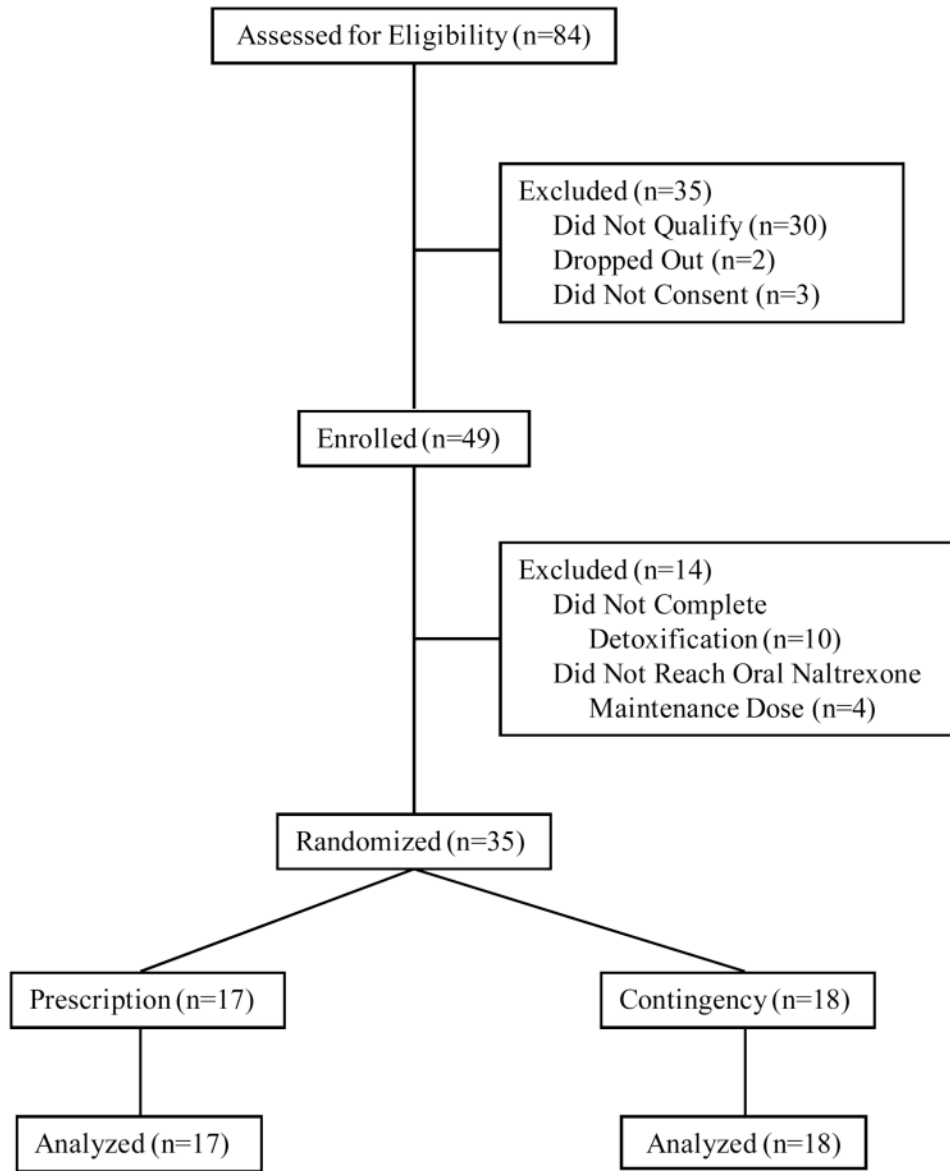 Assessed for Eligibility (n=84)
Excluded (n=35)
Did Not Qualify (n=30)
Dropped Out (n=2)
Did Not Consent (n=3)
Enrolled (n=49)
Excluded (n=14)
Did Not Complete
Detoxification (n=10)
Did Not Reach Oral Naltrexone
Maintenance Dose (n=4)
Randomized (n=35)
Prescription (n=17)
Contingency (n=18)
Analyzed (n=17)
Analyzed (n=18)